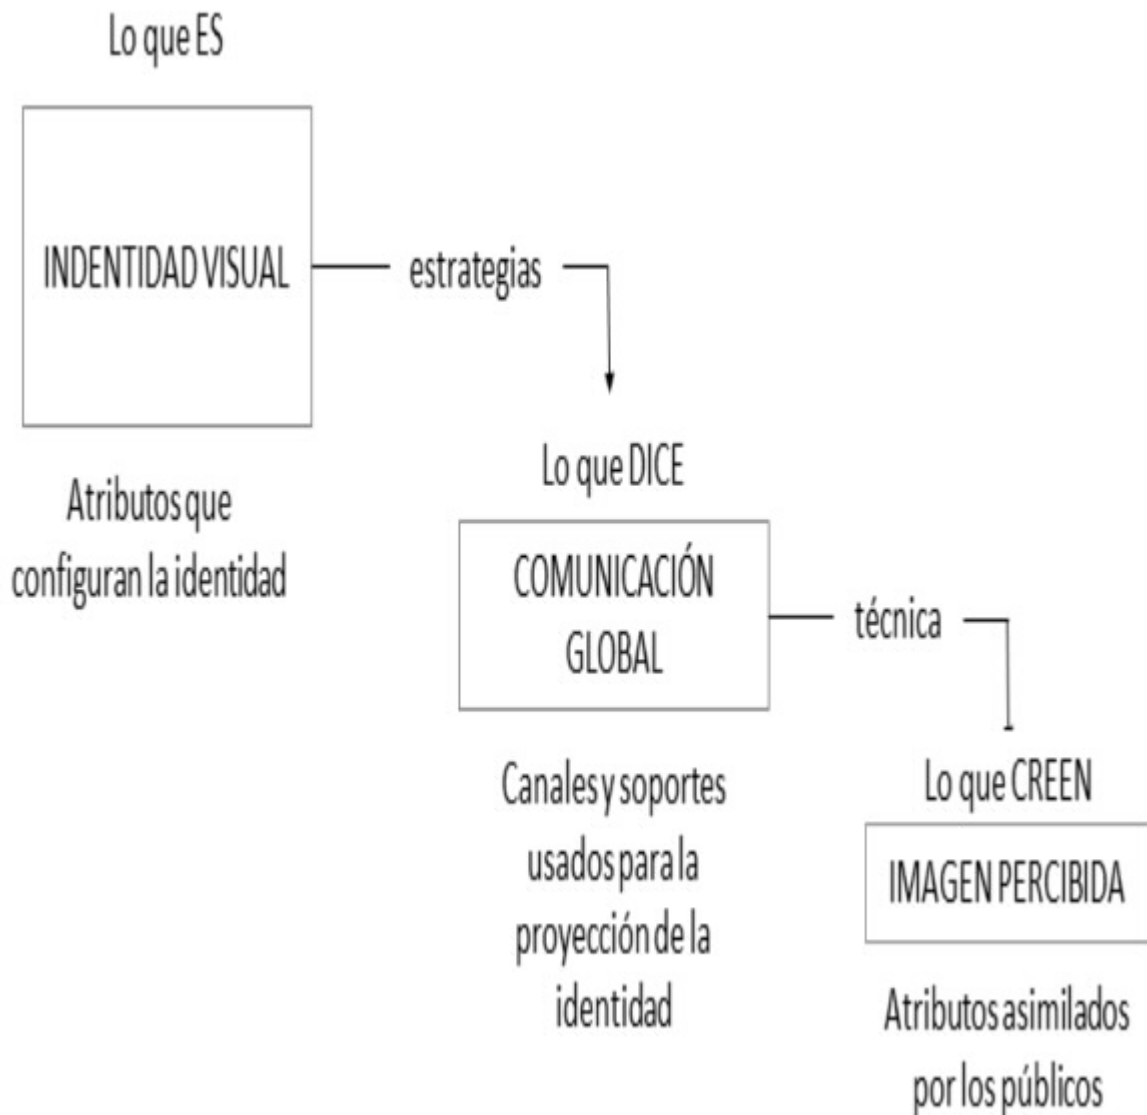 Lo que ES
INDENTIDAD VISUAL
estrategias
Atributos que
configuran la identidad
Lo que DICE
COMUNICACIÓN
GLOBAL
técnica
Canales y soportes
usados para la
proyección de la
identidad
Lo que CREEN
IMAGEN PERCIBIDA
Atributos asimilados
por los públicos